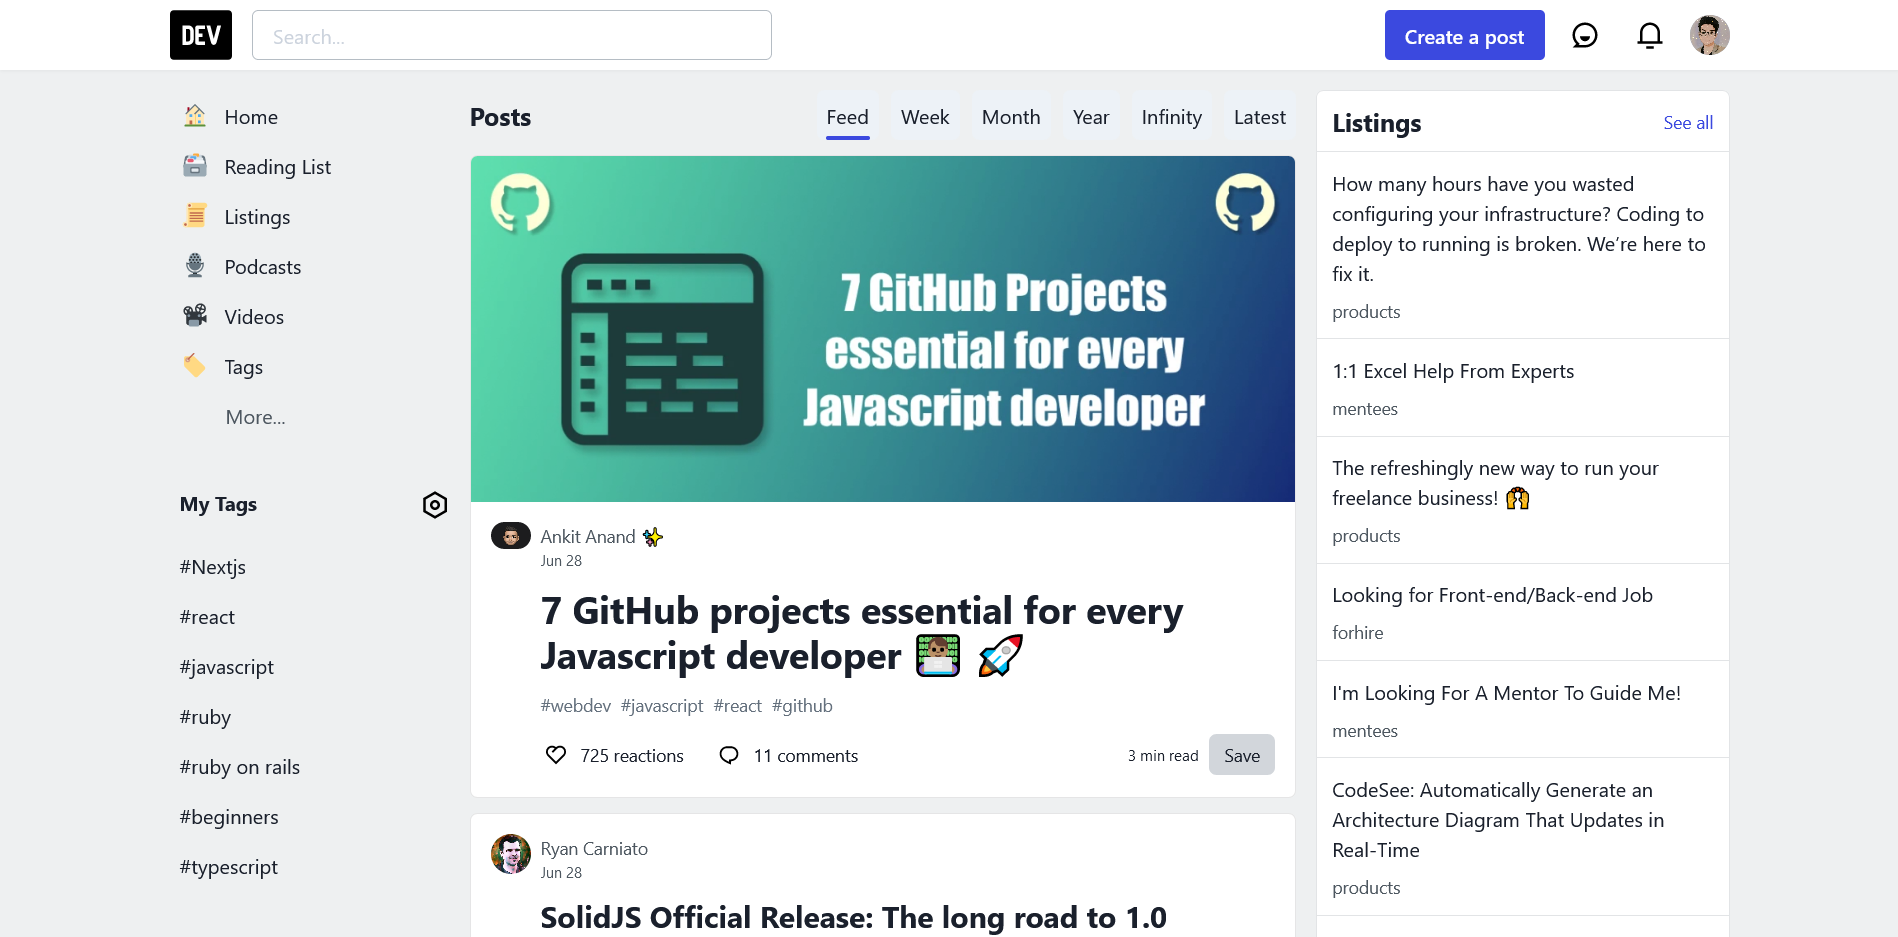 DEV
Search...
Create a post
Home
Reading List
Listings
Podcasts
Videos
Tags
More...
My Tags
#Nextjs
#react
#javascript
#ruby
#ruby on rails
#beginners
#typescript
Posts
Feed Week Month Year Infinity Latest
7 GitHub Projects
essential for every
Javascript developer
Ankit Anand ✨
Jun 28
7 GitHub projects essential for every
Javascript developer 👨🏽‍💻 🚀
#webdev #javascript #react #github
725 reactions 11 comments 3 min read Save
Ryan Carniato
Jun 28
SolidJS Official Release: The long road to 1.0
Listings See all
How many hours have you wasted
configuring your infrastructure? Coding to
deploy to running is broken. We’re here to
fix it.
products
1:1 Excel Help From Experts
mentees
The refreshingly new way to run your
freelance business! 🙌
products
Looking for Front-end/Back-end Job
forhire
I'm Looking For A Mentor To Guide Me!
mentees
CodeSee: Automatically Generate an
Architecture Diagram That Updates in
Real-Time
products